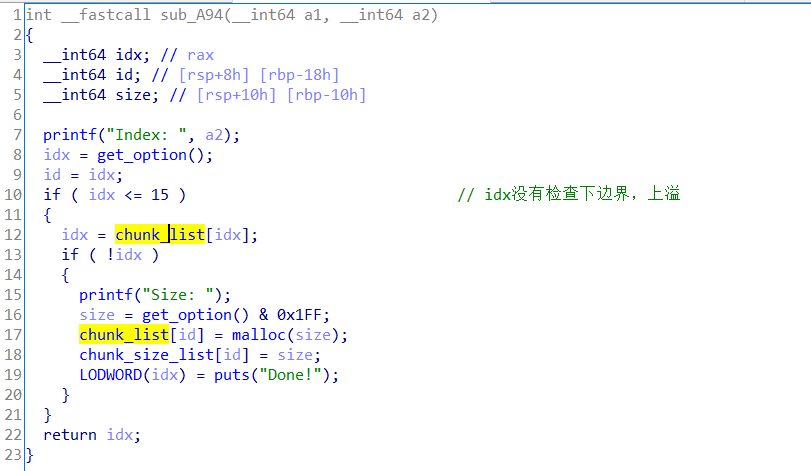 1 int __fastcall sub_A94(__int64 a1, __int64 a2)
2 {
3 __int64 idx; // rax
4 __int64 id; // [rsp+8h] [rbp-18h]
5 __int64 size; // [rsp+10h] [rbp-10h]
6
7 printf("Index: ", a2);
8 idx = get_option();
9 id = idx;
10 if ( idx <= 15 ) // idx没有检查下边界，上溢
11 {
12 idx = chunk_list[idx];
13 if ( !idx )
14 {
15 printf("Size: ");
16 size = get_option() & 0x1FF;
17 chunk_list[id] = malloc(size);
18 chunk_size_list[id] = size;
19 LODWORD(idx) = puts("Done!");
20 }
21 }
22 return idx;
23 }